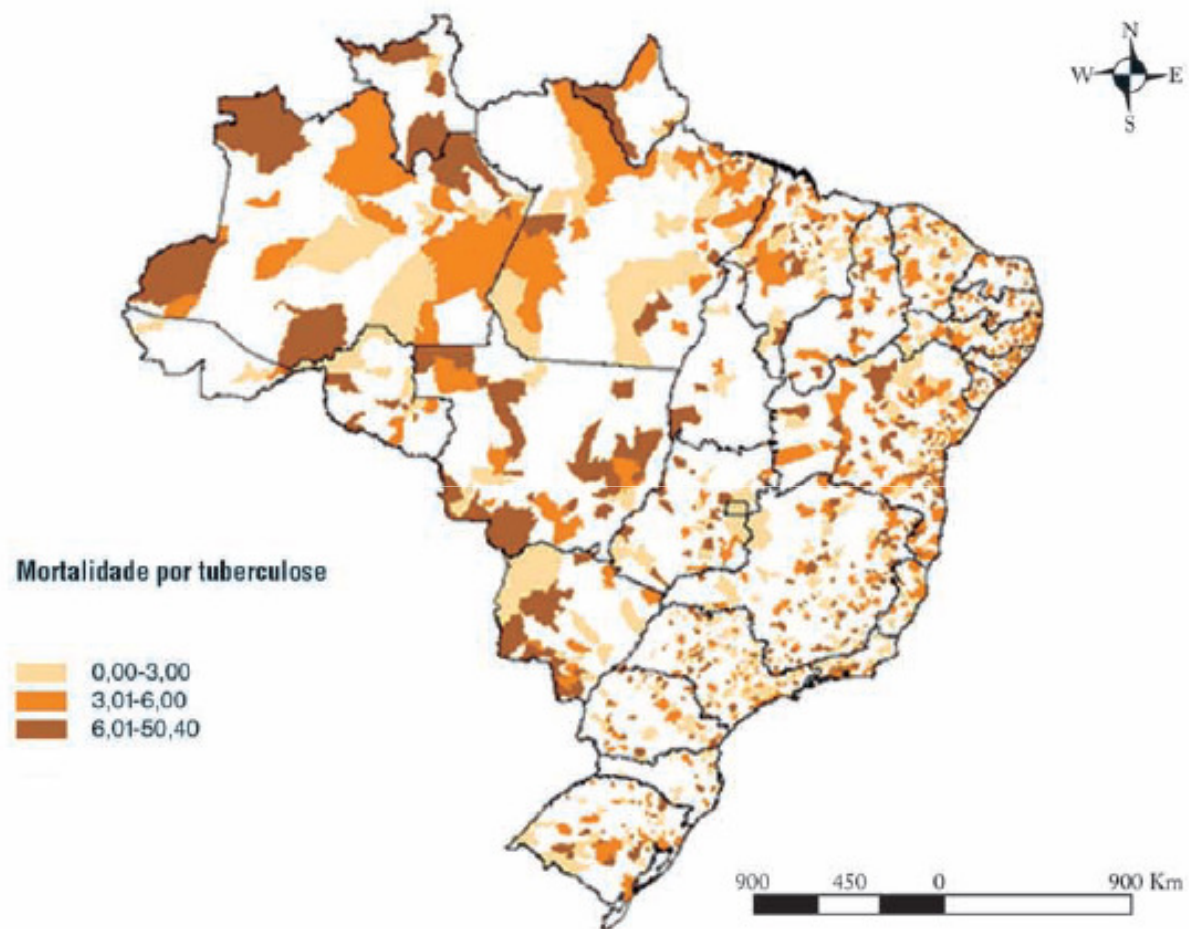 N
W E
S
Mortalidade por tuberculose
0,00-3,00
3,01-6,00
6,01-50,40
900 450 0 900 Km